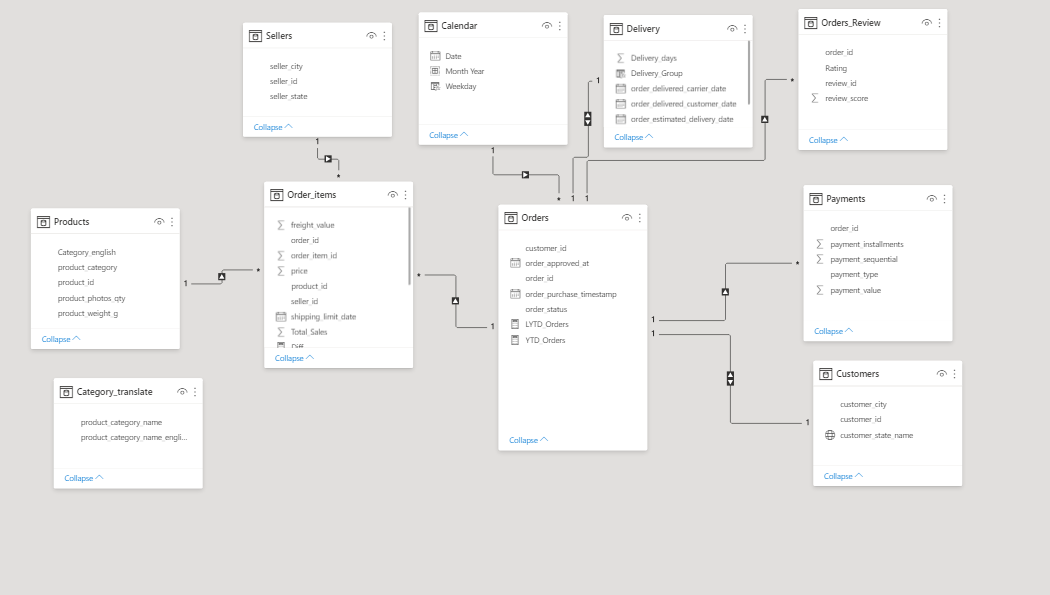 Sellers
seller_city
seller_id
seller_state
Collapse
Calendar
Date
Month Year
Weekday
Collapse
Delivery
Delivery_days
Delivery_Group
order_delivered_carrier_date
order_delivered_customer_date
order_estimated_delivery_date
Collapse
Orders_Review
order_id
Rating
review_id
review_score
Collapse
1
*
1
*
1
1
1
*
Products
Category_english
product_category
product_id
product_photos_qty
product_weight_g
Collapse
1
*
Order_items
freight_value
order_id
order_item_id
price
product_id
seller_id
shipping_limit_date
Total_Sales
Diff
Collapse
*
1
Orders
customer_id
order_approved_at
order_id
order_purchase_timestamp
order_status
LYTD_Orders
YTD_Orders
Collapse
1
*
1
1
Payments
order_id
payment_installments
payment_sequential
payment_type
payment_value
Collapse
Category_translate
product_category_name
product_category_name_engli...
Collapse
Customers
customer_city
customer_id
customer_state_name
Collapse